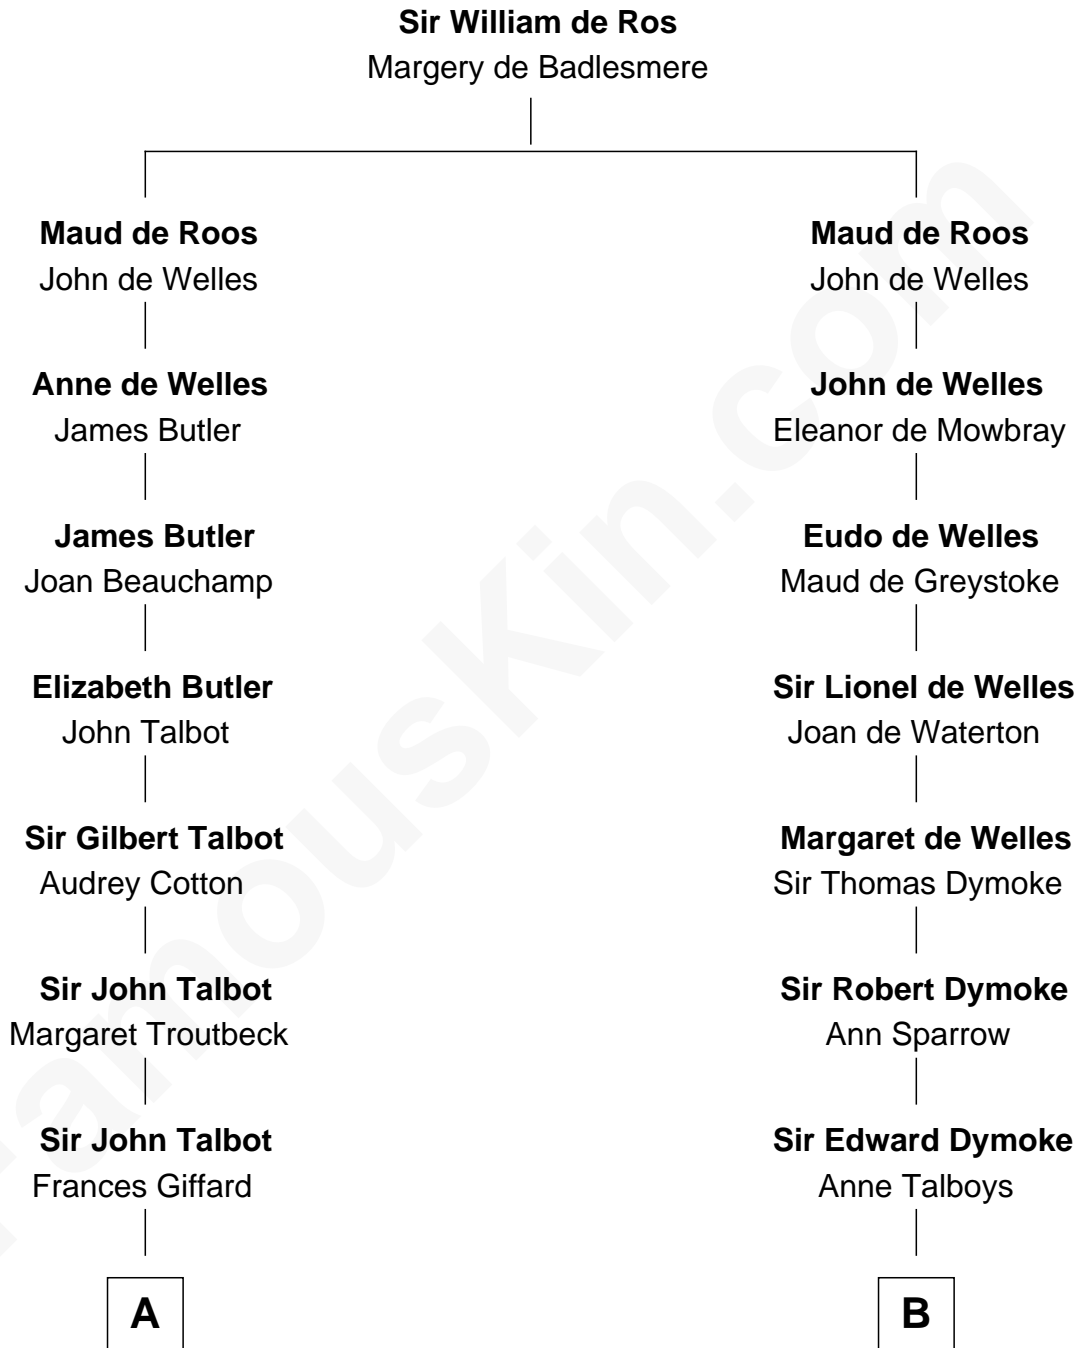 Sir William de Ros
Margery de Badlesmere
Maud de Roos
John de Welles
Anne de Welles
James Butler
James Butler
Joan Beauchamp
Elizabeth Butler
John Talbot
Sir Gilbert Talbot
Audrey Cotton
Sir John Talbot
Margaret Troutbeck
Sir John Talbot
Frances Giffard
A
Maud de Roos
John de Welles
John de Welles
Eleanor de Mowbray
Eudo de Welles
Maud de Greystoke
Sir Lionel de Welles
Joan de Waterton
Margaret de Welles
Sir Thomas Dymoke
Sir Robert Dymoke
Ann Sparrow
Sir Edward Dymoke
Anne Talboys
B
FamousKin.com